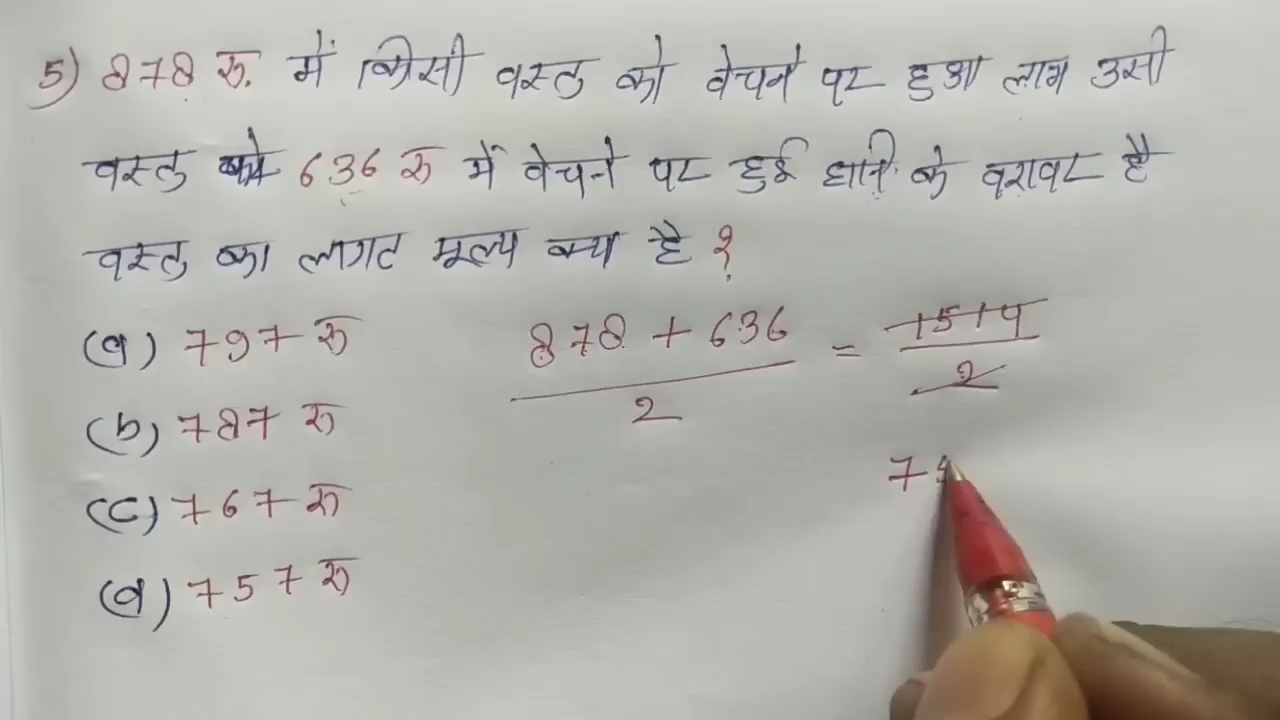 5) 878 रु. में किसी वस्तु को बेचने पर हुआ लाभ उसी
वस्तु को 636 रु में बेचने पर हुई हानि के बराबर है
वस्तु का लागत मूल्य क्या है ?
(a) 797 रु
(b) 787 रु
(c) 767 रु
(d) 757 रु
878 + 636 = 1514
2 2
7